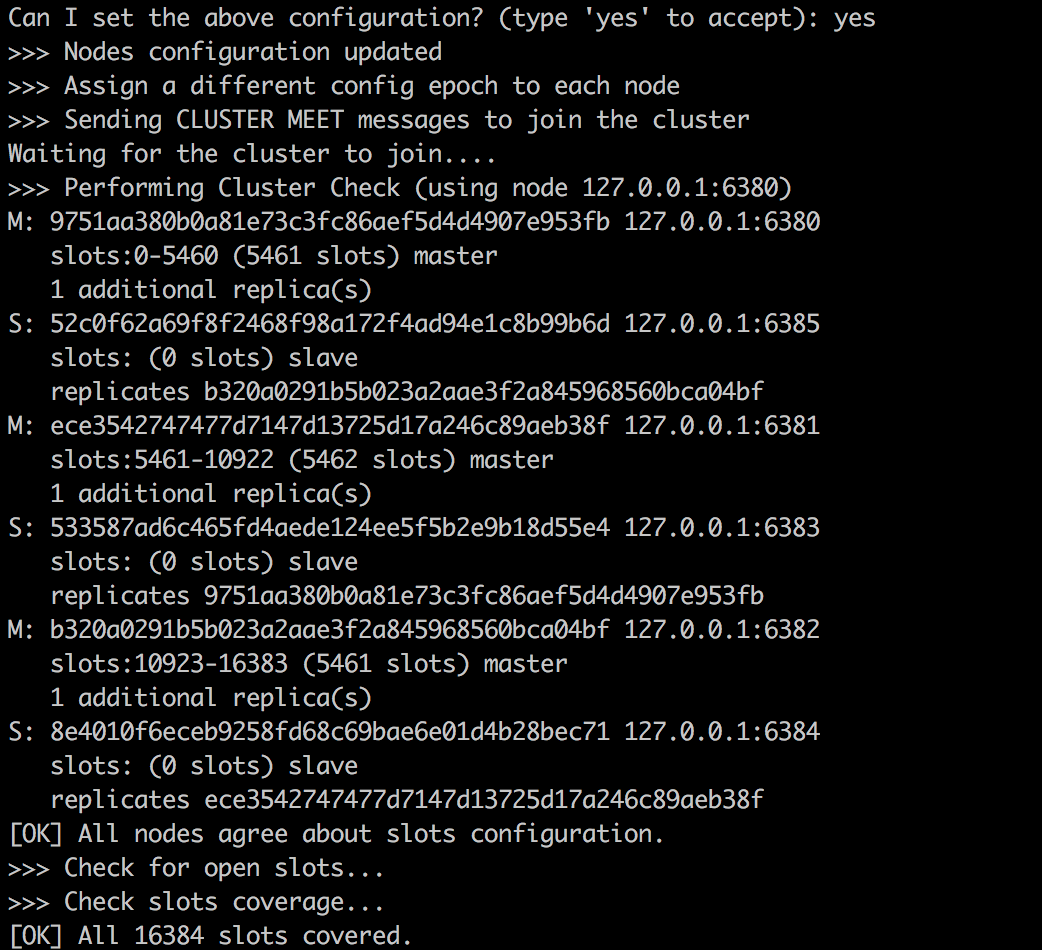 Can I set the above configuration? (type 'yes' to accept): yes
>>> Nodes configuration updated
>>> Assign a different config epoch to each node
>>> Sending CLUSTER MEET messages to join the cluster
Waiting for the cluster to join....
>>> Performing Cluster Check (using node 127.0.0.1:6380)
M: 9751aa380b0a81e73c3fc86aef5d4d4907e953fb 127.0.0.1:6380
   slots:0-5460 (5461 slots) master
   1 additional replica(s)
S: 52c0f62a69f8f2468f98a172f4ad94e1c8b99b6d 127.0.0.1:6385
   slots: (0 slots) slave
   replicates b320a0291b5b023a2aae3f2a845968560bca04bf
M: ece3542747477d7147d13725d17a246c89aeb38f 127.0.0.1:6381
   slots:5461-10922 (5462 slots) master
   1 additional replica(s)
S: 533587ad6c465fd4aede124ee5f5b2e9b18d55e4 127.0.0.1:6383
   slots: (0 slots) slave
   replicates 9751aa380b0a81e73c3fc86aef5d4d4907e953fb
M: b320a0291b5b023a2aae3f2a845968560bca04bf 127.0.0.1:6382
   slots:10923-16383 (5461 slots) master
   1 additional replica(s)
S: 8e4010f6eceb9258fd68c69bae6e01d4b28bec71 127.0.0.1:6384
   slots: (0 slots) slave
   replicates ece3542747477d7147d13725d17a246c89aeb38f
[OK] All nodes agree about slots configuration.
>>> Check for open slots...
>>> Check slots coverage...
[OK] All 16384 slots covered.